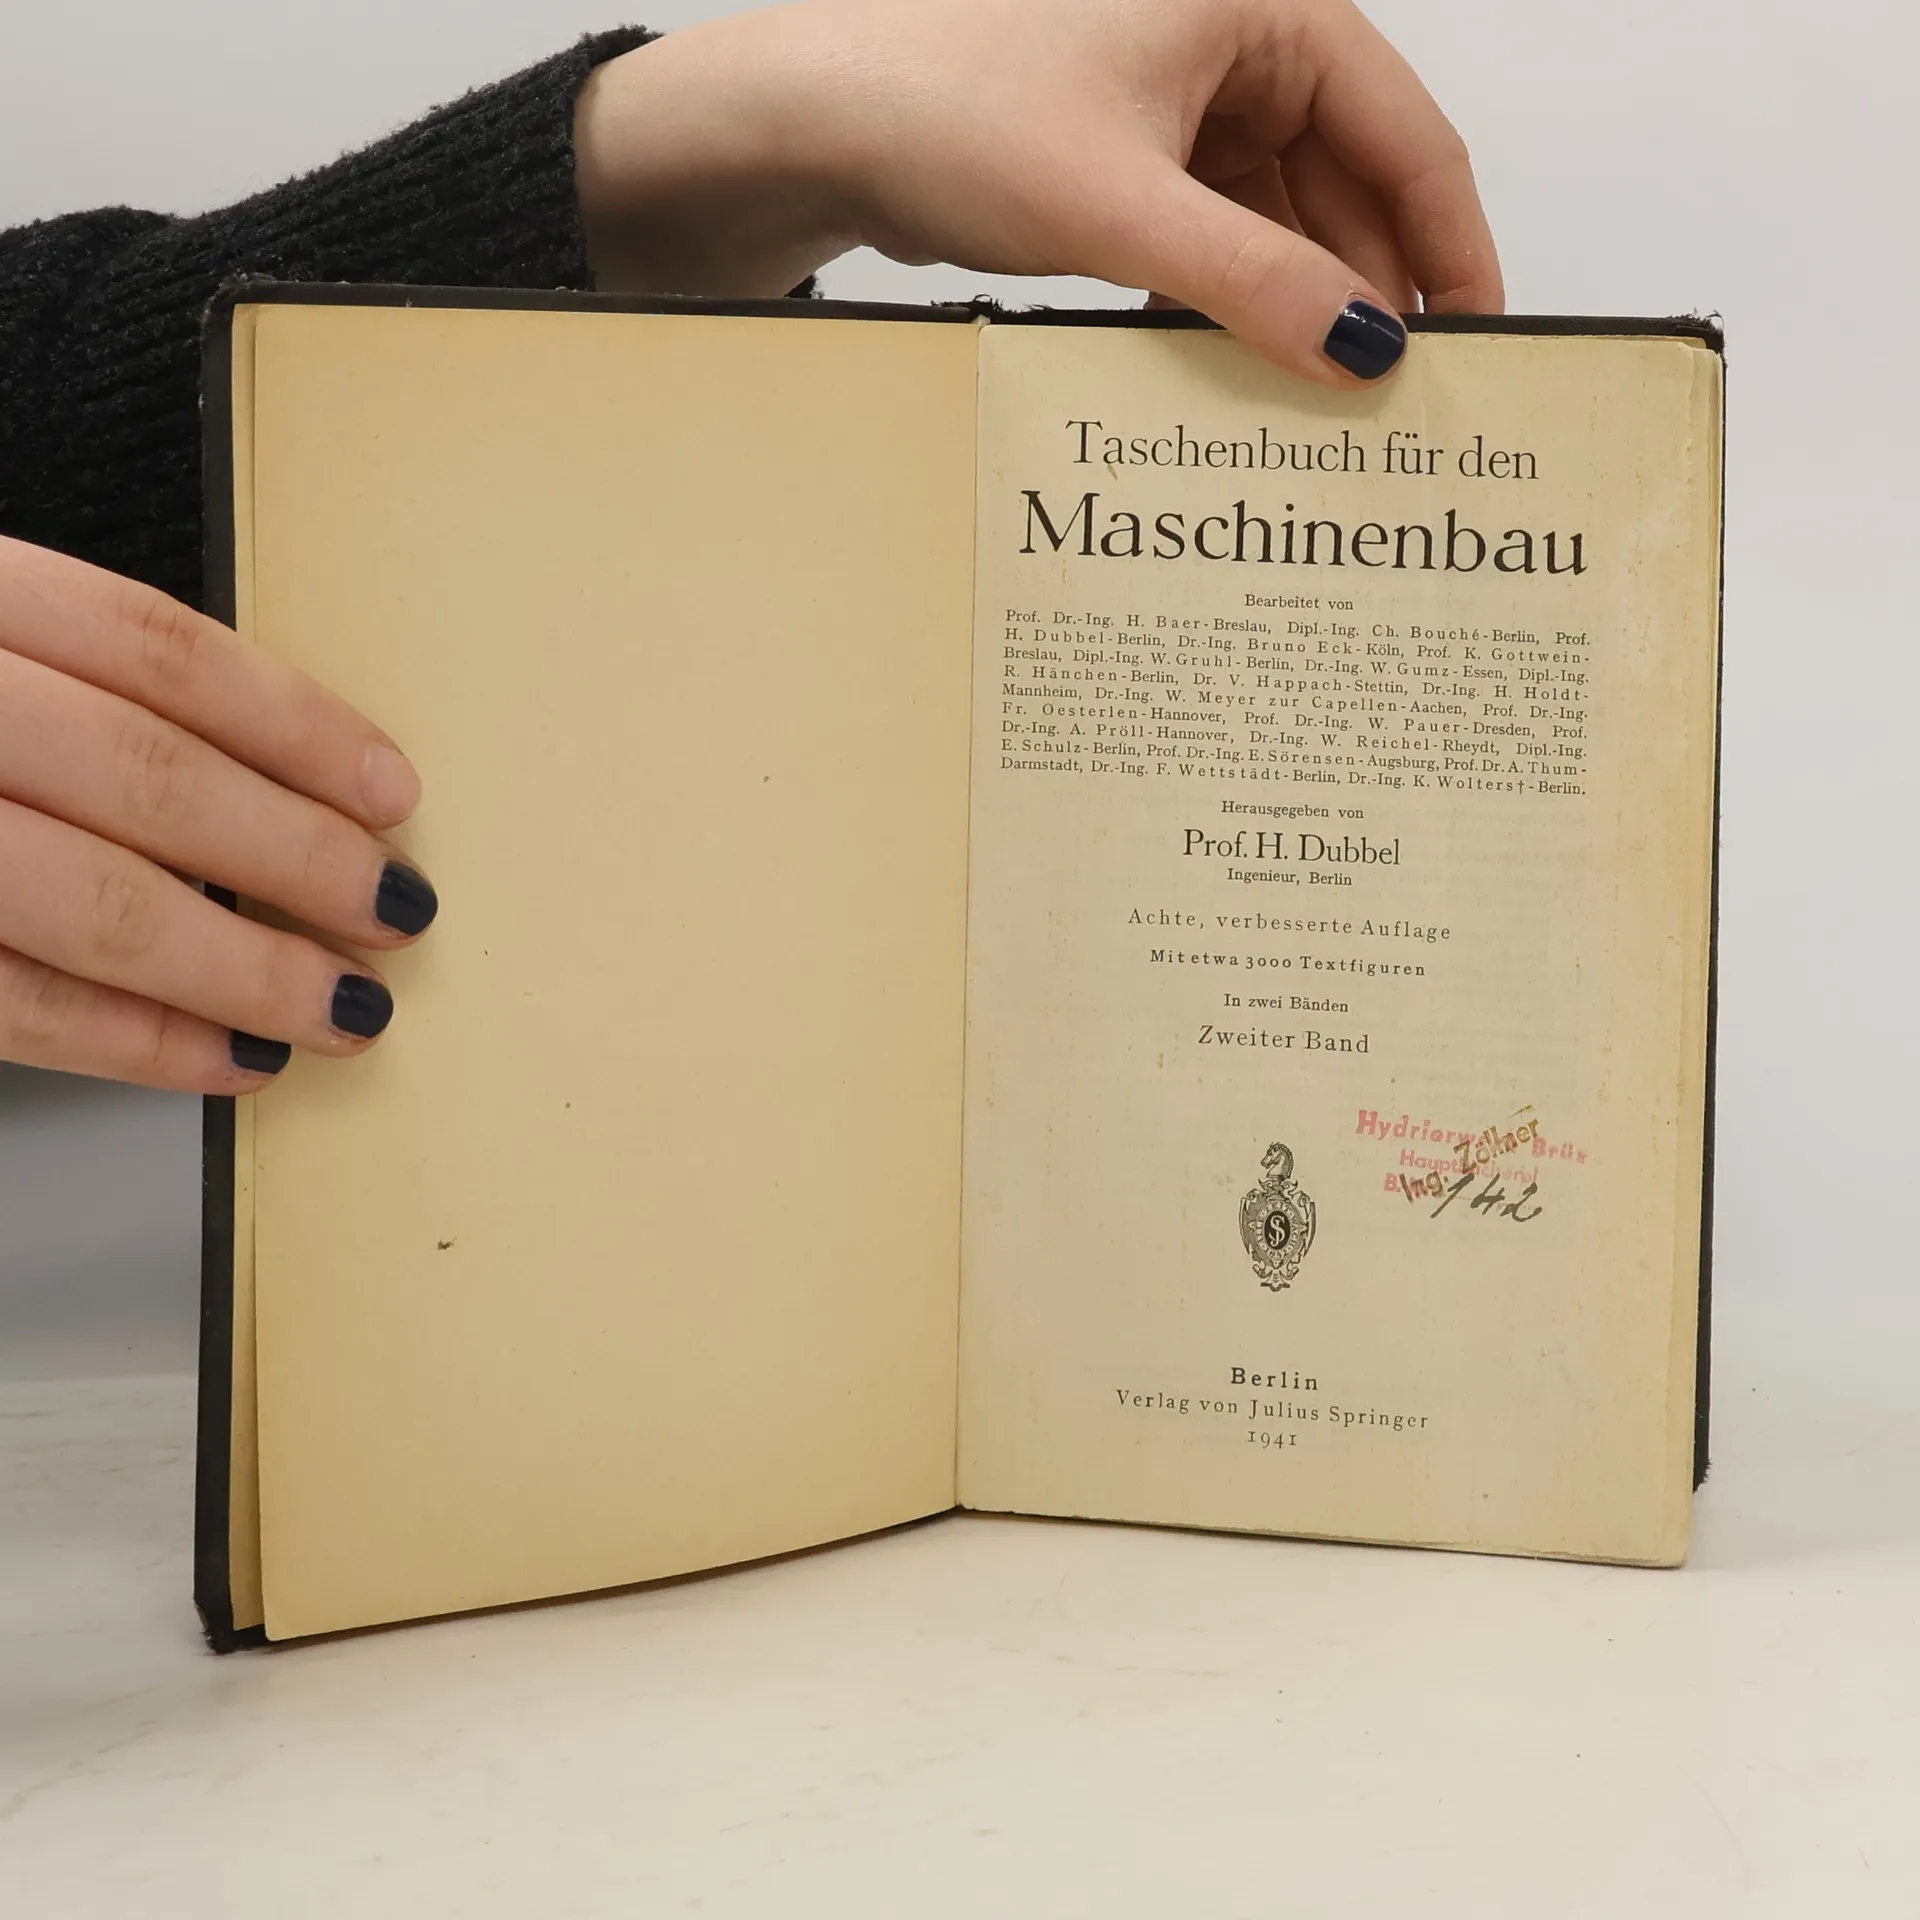 Taschenbuch für den
Maschinenbau
Bearbeitet von
Prof. Dr.-Ing. H. Baer-Breslau, Dipl.-Ing. Ch. Bouché-Berlin, Prof.
H. Dubbel-Berlin, Dr.-Ing. Bruno Eck-Köln, Prof. K. Gottwein-
Breslau, Dipl.-Ing. W. Gruhl-Berlin, Dr.-Ing. W. Gumz-Essen, Dipl.-Ing.
R. Hänchen-Berlin, Dr. V. Happach-Stettin, Dr.-Ing. H. Holdt-
Mannheim, Dr.-Ing. W. Meyer zur Capellen-Aachen, Prof. Dr.-Ing.
Fr. Oesterlen-Hannover, Prof. Dr.-Ing. W. Pauer-Dresden, Prof.
Dr.-Ing. A. Pröll-Hannover, Dr.-Ing. W. Reichel-Rheydt, Dipl.-Ing.
E. Schulz-Berlin, Prof. Dr.-Ing. E. Sörensen-Augsburg, Prof. Dr. A. Thum-
Darmstadt, Dr.-Ing. F. Wettstädt-Berlin, Dr.-Ing. K. Wolters†-Berlin.
Herausgegeben von
Prof. H. Dubbel
Ingenieur, Berlin
Achte, verbesserte Auflage
Mit etwa 3000 Textfiguren
In zwei Bänden
Zweiter Band
Brüx
Ing. Zöllner
142
Berlin
Verlag von Julius Springer
1941